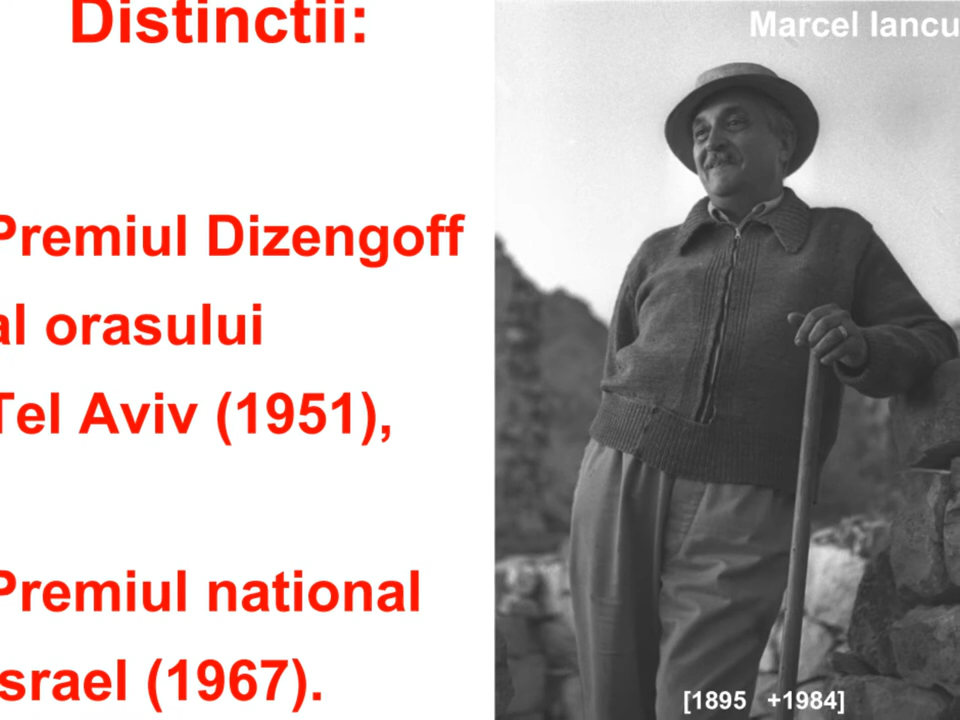 Distinctii:
Premiul Dizengoff
al orasului
Tel Aviv (1951),
Premiul national
Israel (1967).
Marcel Iancu
[1895 +1984]